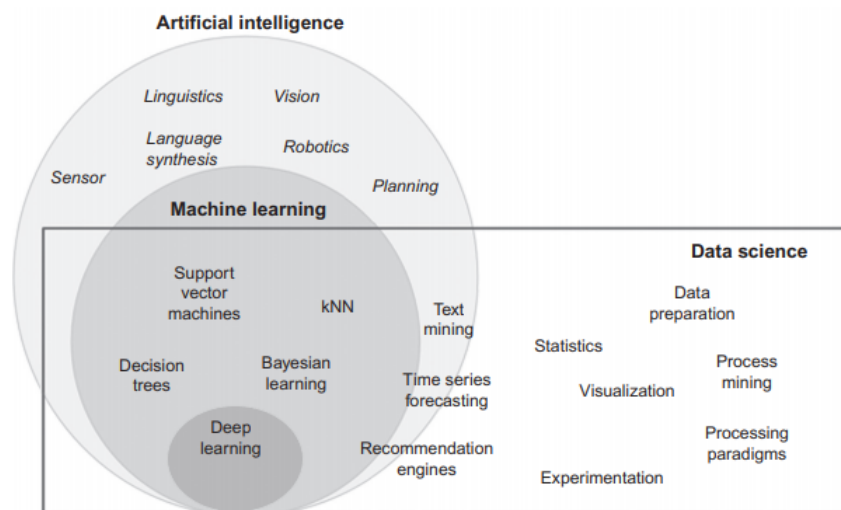 Artificial intelligence
Linguistics
Vision
Language
synthesis
Robotics
Sensor
Planning
Machine learning
Data science
Support
vector
machines
kNN
Text
mining
Data
preparation
Statistics
Decision
trees
Bayesian
learning
Time series
forecasting
Visualization
Process
mining
Deep
learning
Recommendation
engines
Processing
paradigms
Experimentation